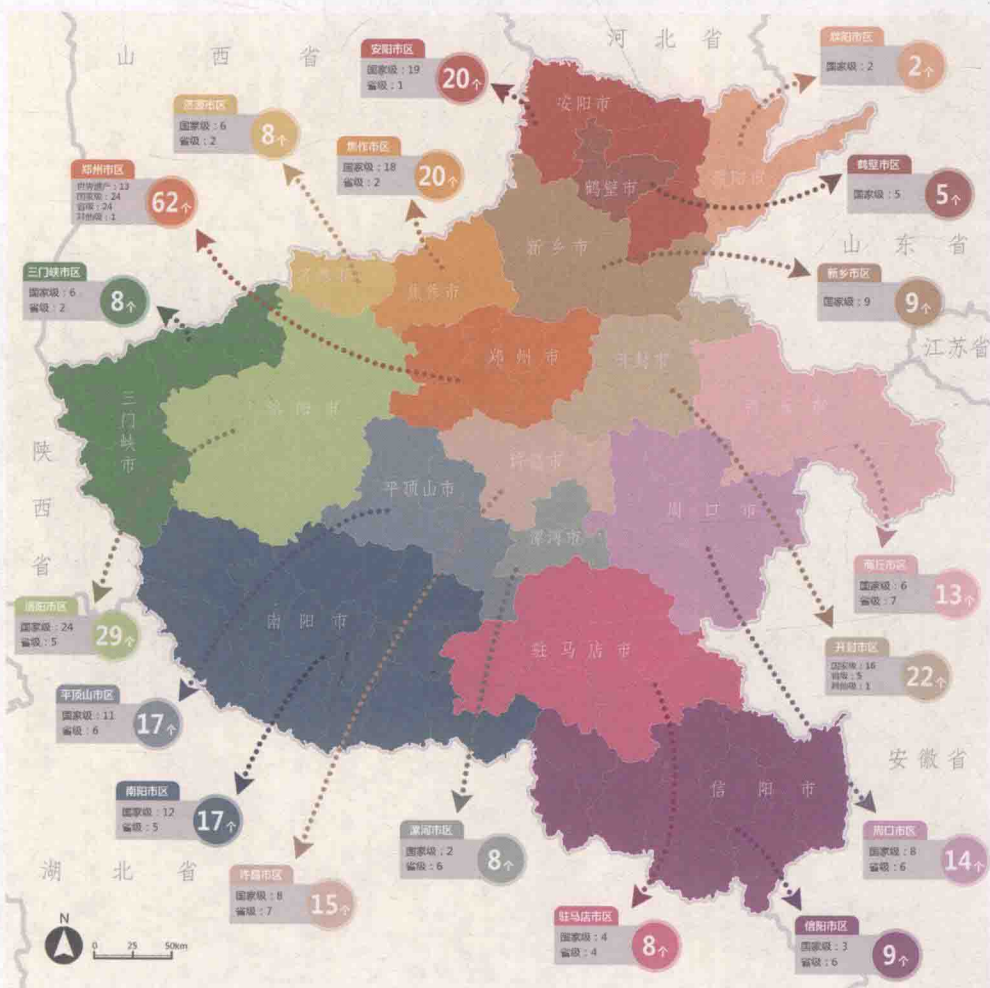 山西省
河北省
安阳市区
国家级：19
省级：1
20个
濮阳市区
国家级：2
2个
济源市区
国家级：6
省级：2
8个
焦作市区
国家级：18
省级：2
20个
郑州市区
世界遗产：13
国家级：24
省级：24
其他级：1
62个
鹤壁市区
国家级：5
5个
三门峡市区
国家级：6
省级：2
8个
新乡市区
国家级：9
9个
山东省
江苏省
安阳市
鹤壁市
濮阳市
新乡市
济源市
焦作市
郑州市
开封市
商丘市
三门峡市
洛阳市
许昌市
平顶山市
漯河市
周口市
南阳市
驻马店市
信阳市
陕西省
洛阳市区
国家级：24
省级：5
29个
商丘市区
国家级：6
省级：7
13个
开封市区
国家级：16
省级：5
其他级：1
22个
平顶山市区
国家级：11
省级：6
17个
安徽省
南阳市区
国家级：12
省级：5
17个
漯河市区
国家级：2
省级：6
8个
周口市区
国家级：8
省级：6
14个
湖北省
许昌市区
国家级：8
省级：7
15个
驻马店市区
国家级：4
省级：4
8个
信阳市区
国家级：3
省级：6
9个
N
0 25 50km